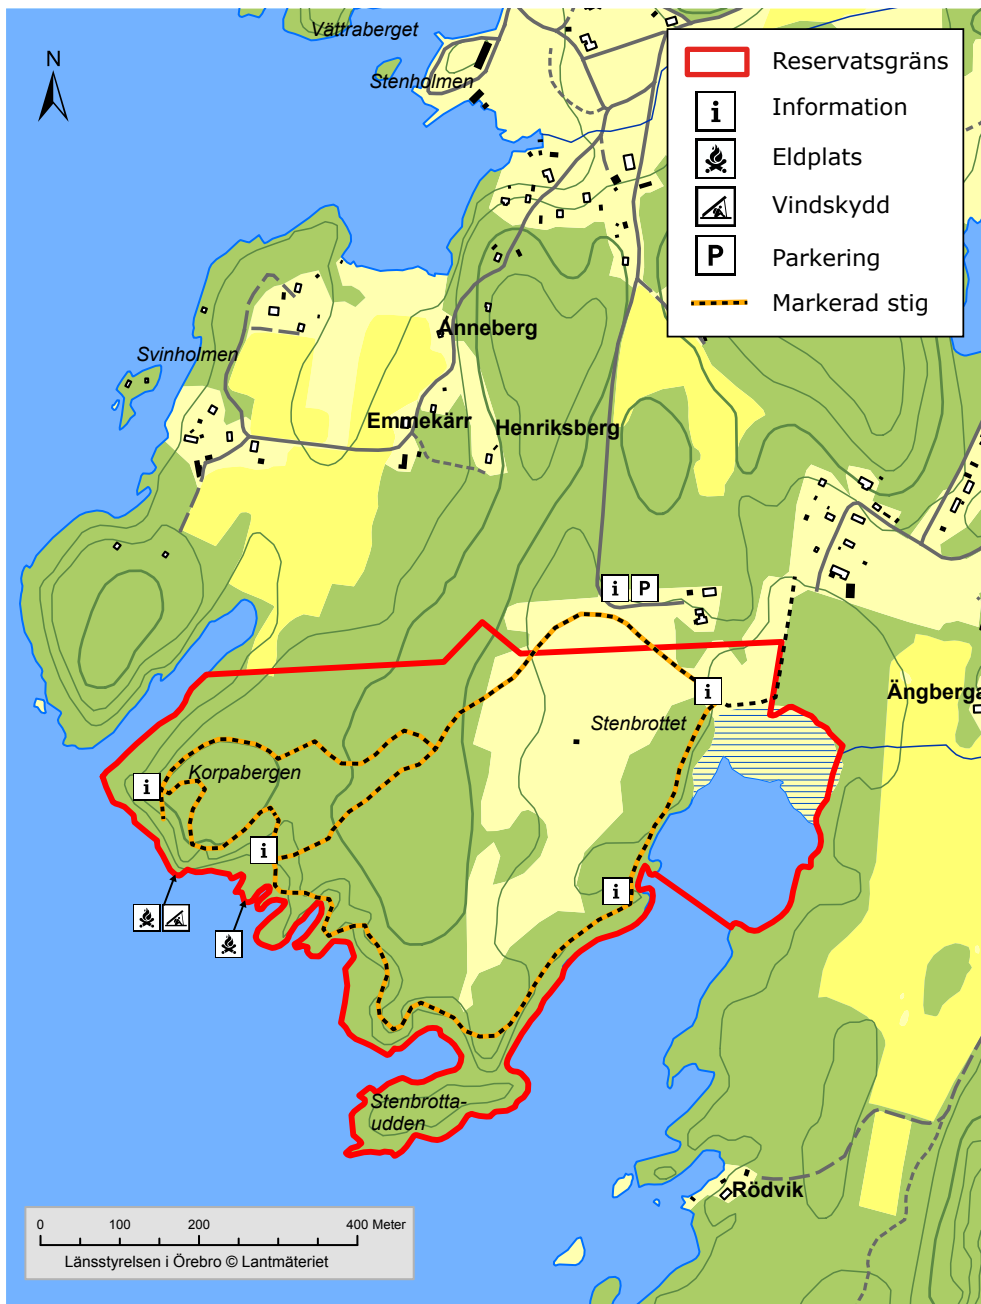 Vättraberget
N
Stenholmen
Reservatsgräns
i Information
Eldplats
Vindskydd
P Parkering
Markerad stig
Anneberg
Svinholmen
Emmekärr
Henriksberg
i P
Ängberga
i
Stenbrottet
Korpabergen
i
i
i
Stenbrotta-
udden
Rödvik
0 100 200 400 Meter
Länsstyrelsen i Örebro © Lantmäteriet